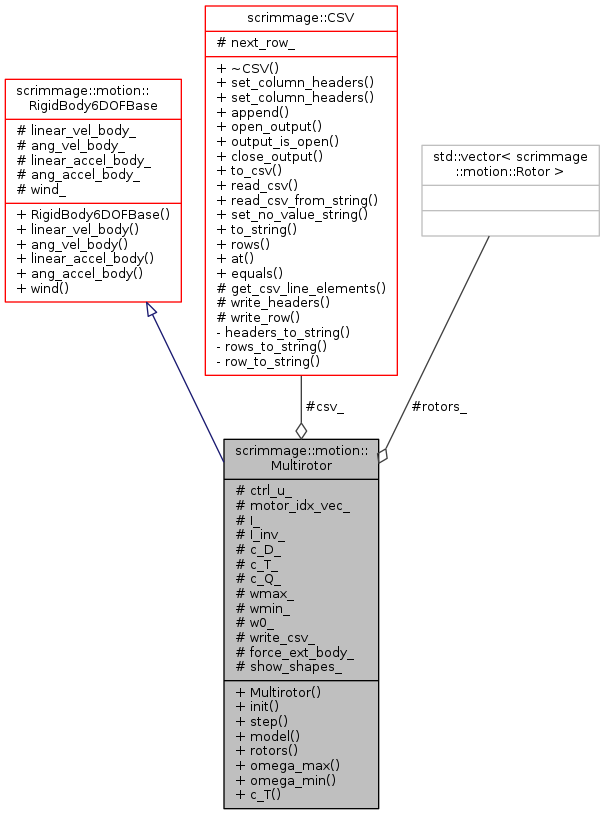 scrimmage::CSV
# next_row_
+ ~CSV()
+ set_column_headers()
+ set_column_headers()
+ append()
+ open_output()
+ output_is_open()
+ close_output()
+ to_csv()
+ read_csv()
+ read_csv_from_string()
+ set_no_value_string()
+ to_string()
+ rows()
+ at()
+ equals()
# get_csv_line_elements()
# write_headers()
# write_row()
- headers_to_string()
- rows_to_string()
- row_to_string()
scrimmage::motion::
RigidBody6DOFBase
# linear_vel_body_
# ang_vel_body_
# linear_accel_body_
# ang_accel_body_
# wind_
+ RigidBody6DOFBase()
+ linear_vel_body()
+ ang_vel_body()
+ linear_accel_body()
+ ang_accel_body()
+ wind()
std::vector< scrimmage
::motion::Rotor >
#csv_
#rotors_
scrimmage::motion::
Multirotor
# ctrl_u_
# motor_idx_vec_
# I_
# I_inv_
# c_D_
# c_T_
# c_Q_
# wmax_
# wmin_
# w0_
# write_csv_
# force_ext_body_
# show_shapes_
+ Multirotor()
+ init()
+ step()
+ model()
+ rotors()
+ omega_max()
+ omega_min()
+ c_T()